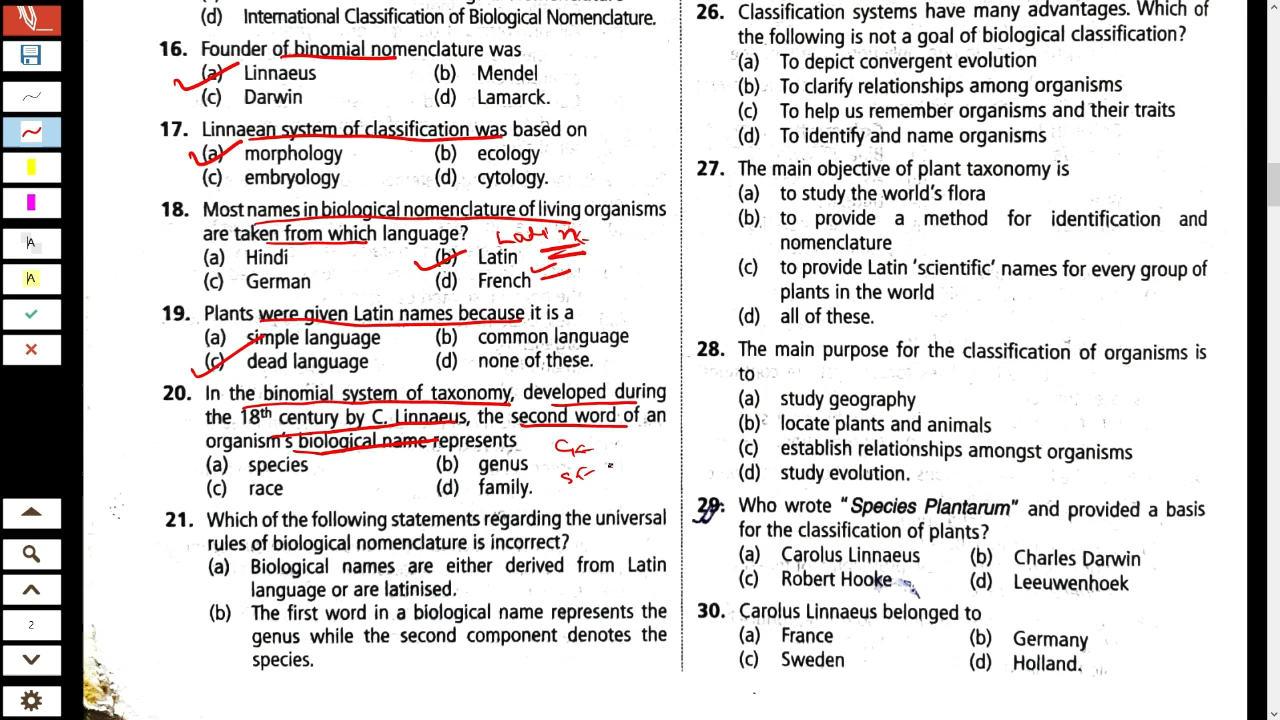 (d) International Classification of Biological Nomenclature.
16. Founder of binomial nomenclature was
(a) Linnaeus (b) Mendel
(c) Darwin (d) Lamarck.
17. Linnaean system of classification was based on
(a) morphology (b) ecology
(c) embryology (d) cytology.
18. Most names in biological nomenclature of living organisms
are taken from which language?
Latin
(a) Hindi (b) Latin
(c) German (d) French
19. Plants were given Latin names because it is a
(a) simple language (b) common language
(c) dead language (d) none of these.
20. In the binomial system of taxonomy, developed during
the 18th century by C. Linnaeus, the second word of an
organism's biological name represents
(a) species (b) genus
(c) race (d) family.
21. Which of the following statements regarding the universal
rules of biological nomenclature is incorrect?
(a) Biological names are either derived from Latin
language or are latinised.
(b) The first word in a biological name represents the
genus while the second component denotes the
species.
26. Classification systems have many advantages. Which of
the following is not a goal of biological classification?
(a) To depict convergent evolution
(b) To clarify relationships among organisms
(c) To help us remember organisms and their traits
(d) To identify and name organisms
27. The main objective of plant taxonomy is
(a) to study the world's flora
(b) to provide a method for identification and
nomenclature
(c) to provide Latin 'scientific' names for every group of
plants in the world
(d) all of these.
28. The main purpose for the classification of organisms is
to
(a) study geography
(b) locate plants and animals
(c) establish relationships amongst organisms
(d) study evolution.
29. Who wrote "Species Plantarum" and provided a basis
for the classification of plants?
(a) Carolus Linnaeus (b) Charles Darwin
(c) Robert Hooke (d) Leeuwenhoek
30. Carolus Linnaeus belonged to
(a) France (b) Germany
(c) Sweden (d) Holland.
A
A
2